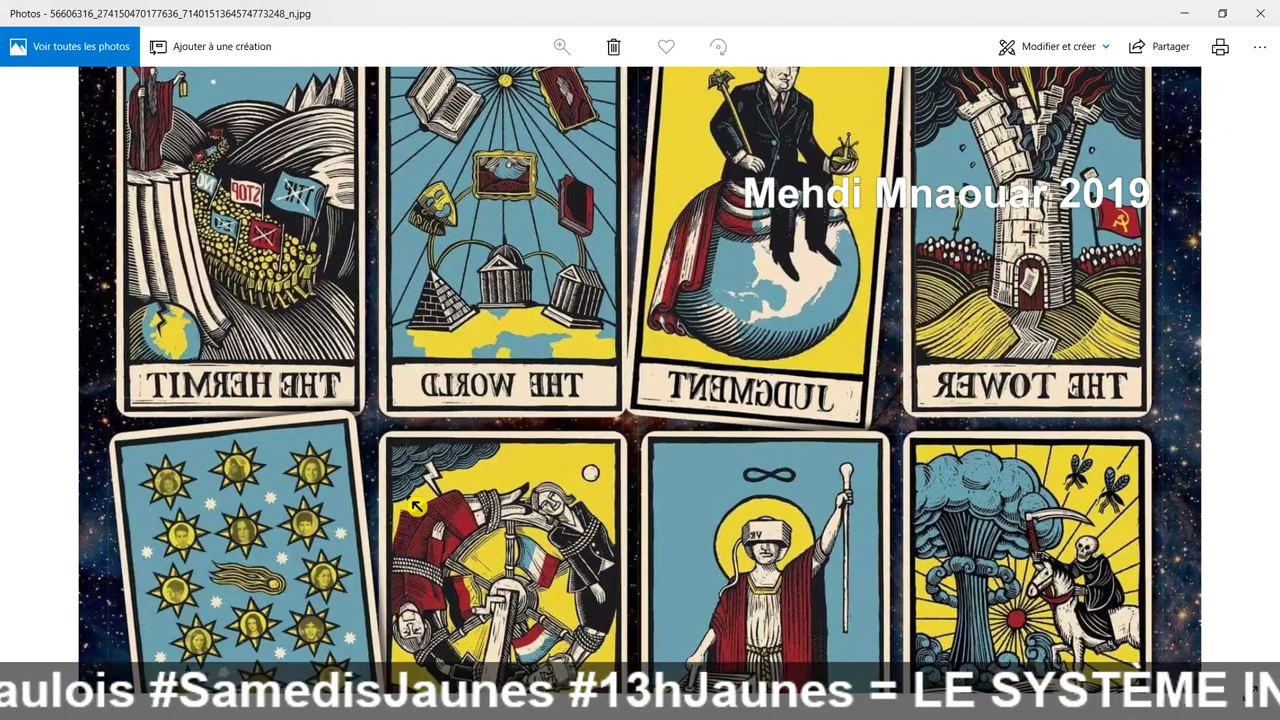 Photos - 56606316_274150470177636_7140151364574773248_n.jpg
Voir toutes les photos
Ajouter à une création
Modifier et créer
Partager
NO
STOP
Mehdi Mnaouar 2019
THE HERMIT
THE WORLD
JUDGMENT
THE TOWER
aulois #SamedisJaunes #13hJaunes = LE SYSTÈME IN